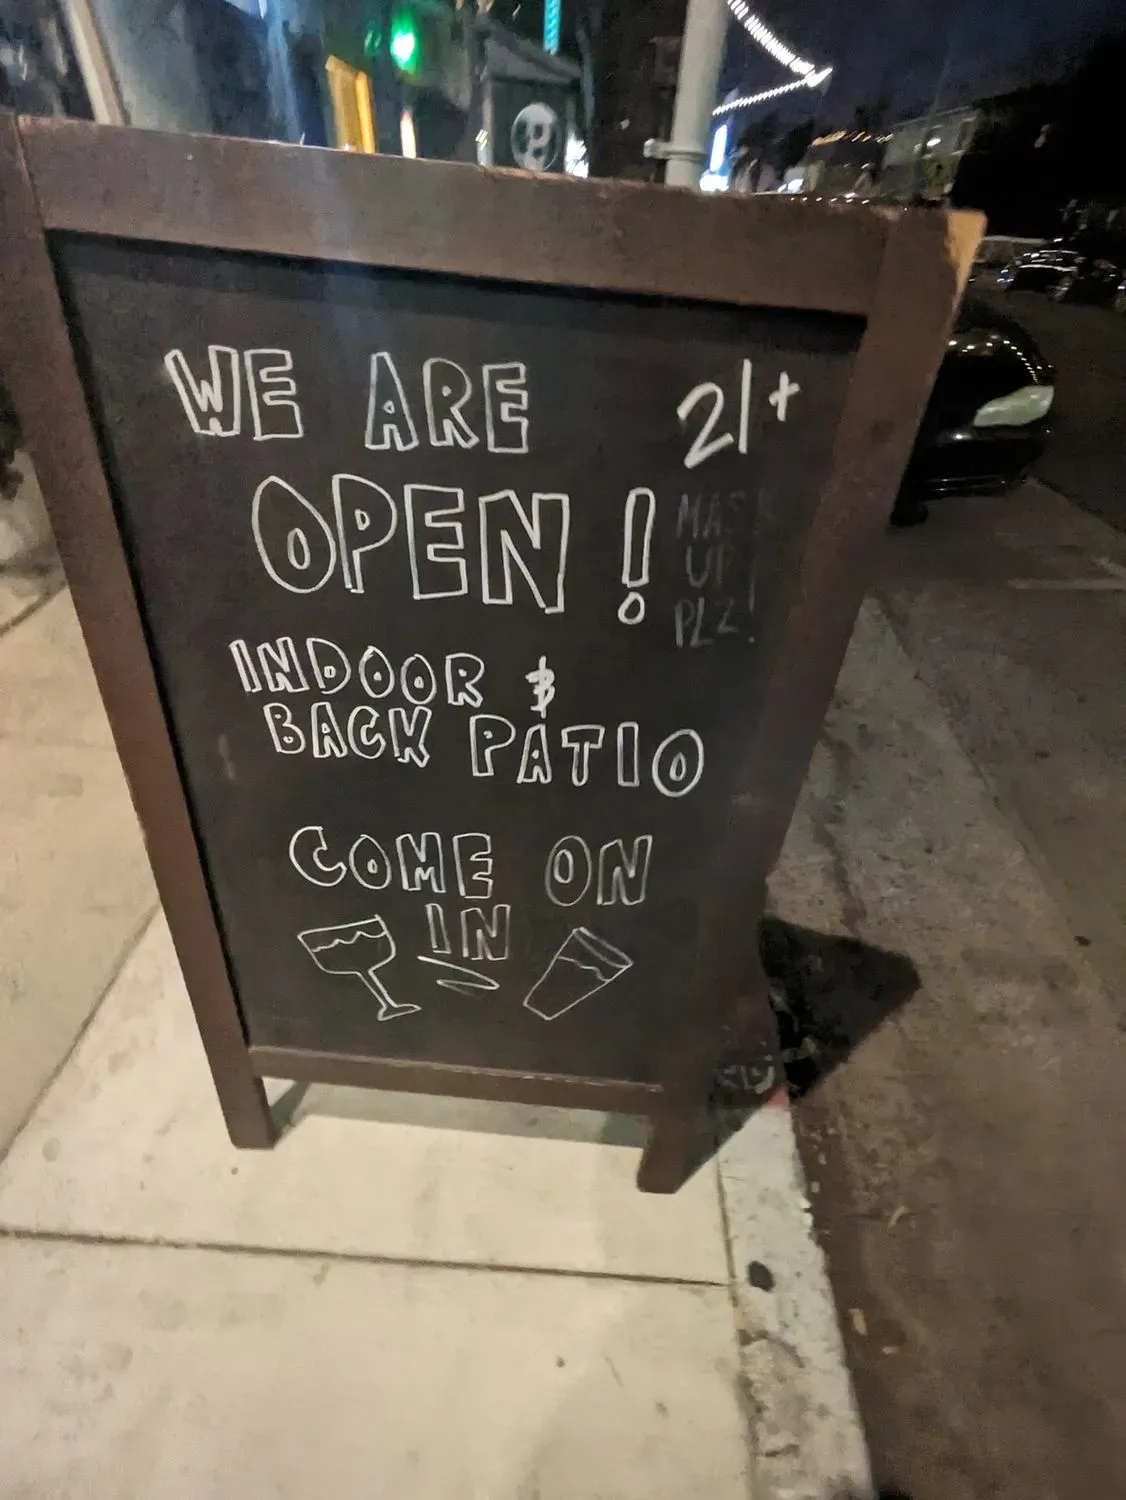 WE ARE 21+
OPEN !
MASK
UP
PLZ!
INDOOR &
BACK PATIO
COME ON
IN